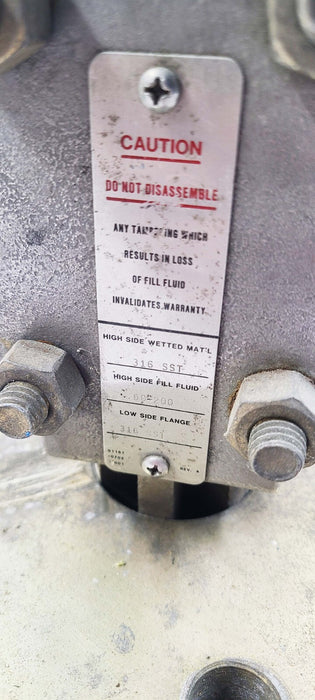 CAUTION
DO NOT DISASSEMBLE
ANY TAMPERING WHICH
RESULTS IN LOSS
OF FILL FLUID
INVALIDATES WARRANTY
HIGH SIDE WETTED MAT'L
316 SST
HIGH SIDE FILL FLUID
LOW SIDE FLANGE
316
REV. A